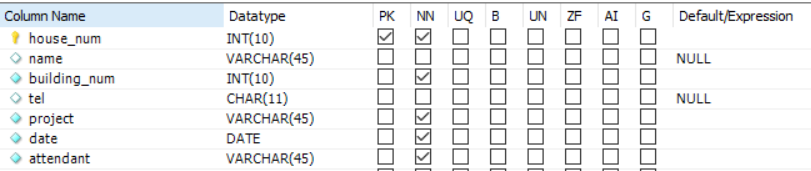 Column Name Datatype PK NN UQ B UN ZF AI G Default/Expression
house_num INT(10)
name VARCHAR(45) NULL
building_num INT(10)
tel CHAR(11) NULL
project VARCHAR(45)
date DATE
attendant VARCHAR(45)